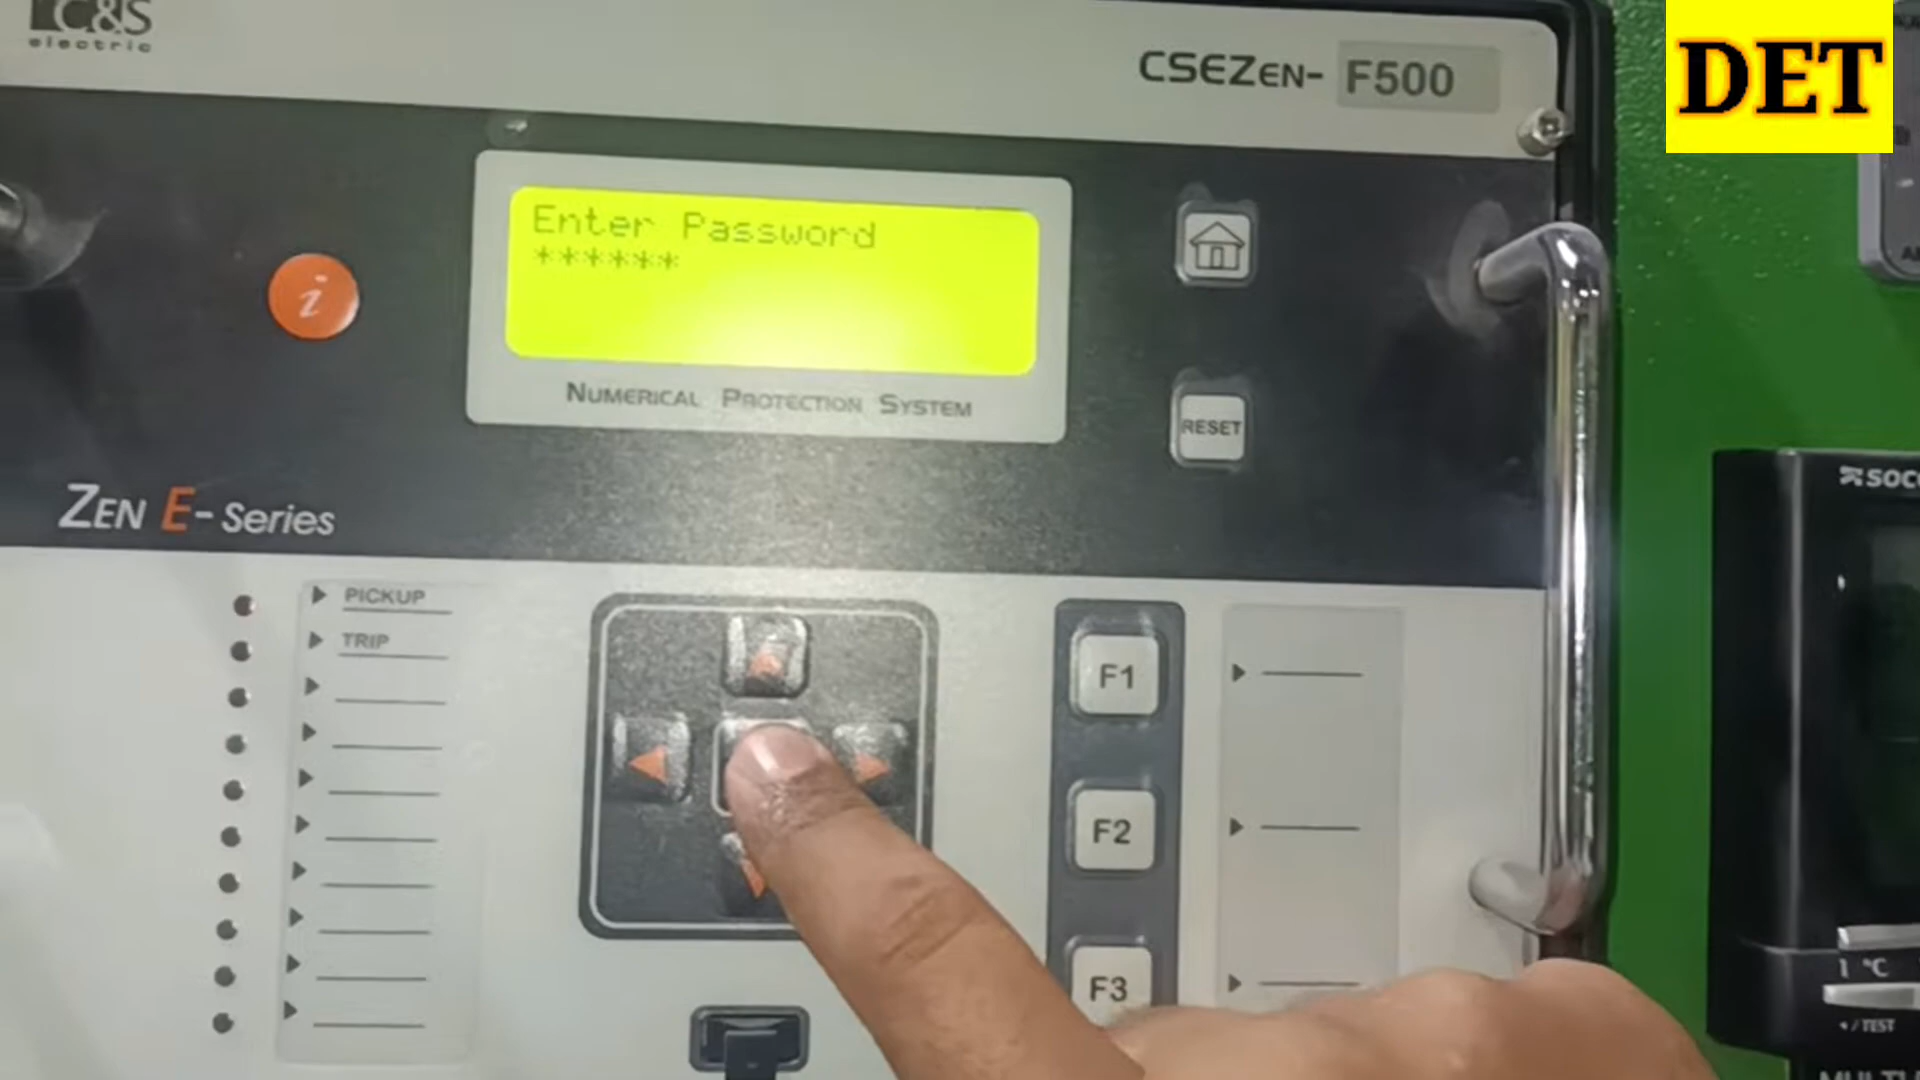 C&S
electric
CSEZEN- F500
DET
Enter Password
******
i
NUMERICAL PROTECTION SYSTEM
RESET
ZEN E-Series
PICKUP
TRIP
F1
F2
F3
SOCO
1 °C
/TEST